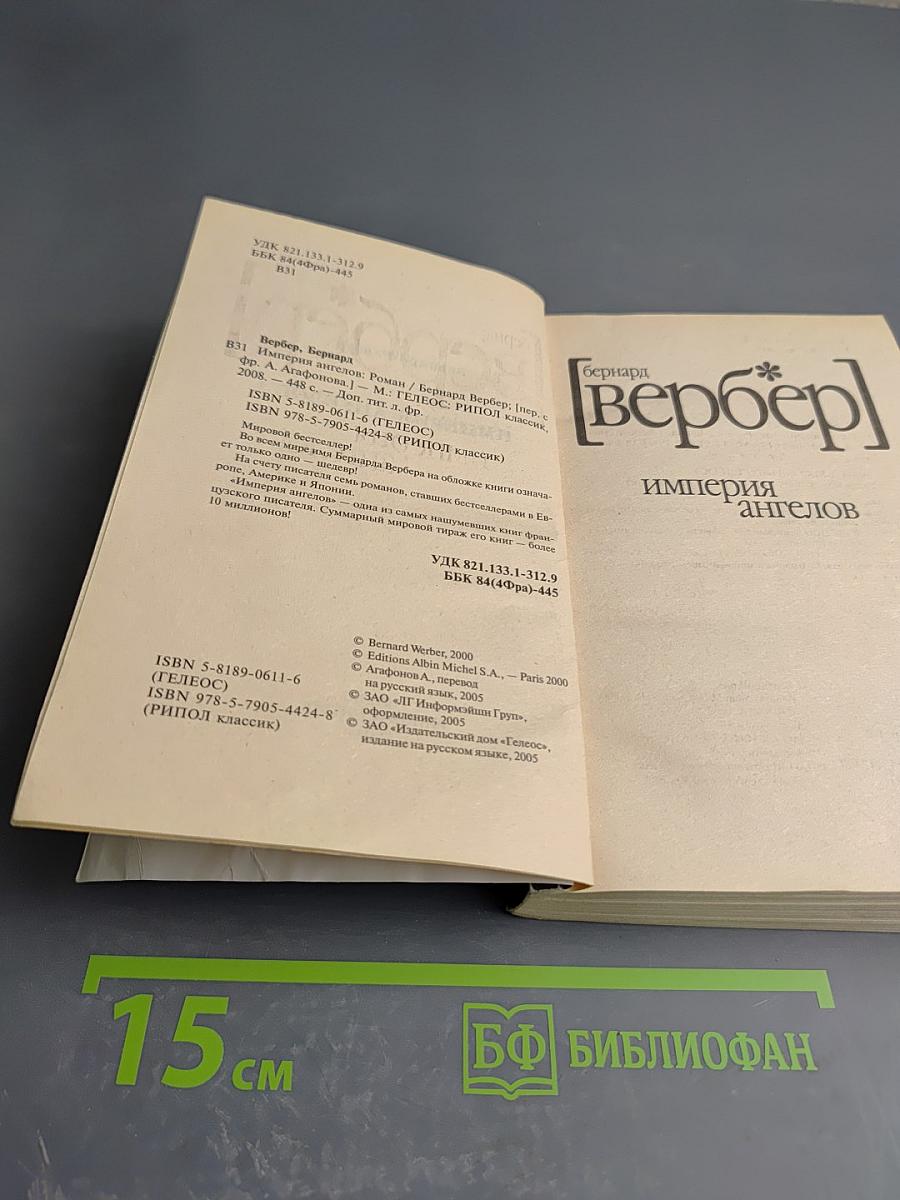 УДК 821.133.1-312.9
ББК 84(4Фра)-445
В31
Вербер, Бернард
В31 Империя ангелов: Роман / Бернард Вербер; [пер. с
фр. А. Агафонова.] — М.: ГЕЛЕОС: РИПОЛ классик,
2008. — 448 с. — Доп. тит. л. фр.
ISBN 5-8189-0611-6 (ГЕЛЕОС)
ISBN 978-5-7905-4424-8 (РИПОЛ классик)
Мировой бестселлер!
Во всем мире имя Бернарда Вербера на обложке книги означа-
ет только одно — шедевр!
На счету писателя семь романов, ставших бестселлерами в Ев-
ропе, Америке и Японии.
«Империя ангелов» — одна из самых нашумевших книг фран-
цузского писателя. Суммарный мировой тираж его книг — более
10 миллионов!
УДК 821.133.1-312.9
ББК 84(4Фра)-445
ISBN 5-8189-0611-6
(ГЕЛЕОС)
ISBN 978-5-7905-4424-8
(РИПОЛ классик)
© Bernard Werber, 2000
© Editions Albin Michel S.A., — Paris 2000
© Агафонов А., перевод
на русский язык, 2005
© ЗАО «ЛГ Информэйшн Груп»,
оформление, 2005
© ЗАО «Издательский дом «Гелеос»,
издание на русском языке, 2005
[бернард
вербер]
империя
ангелов
15 см
БФ БИБЛИОФАН